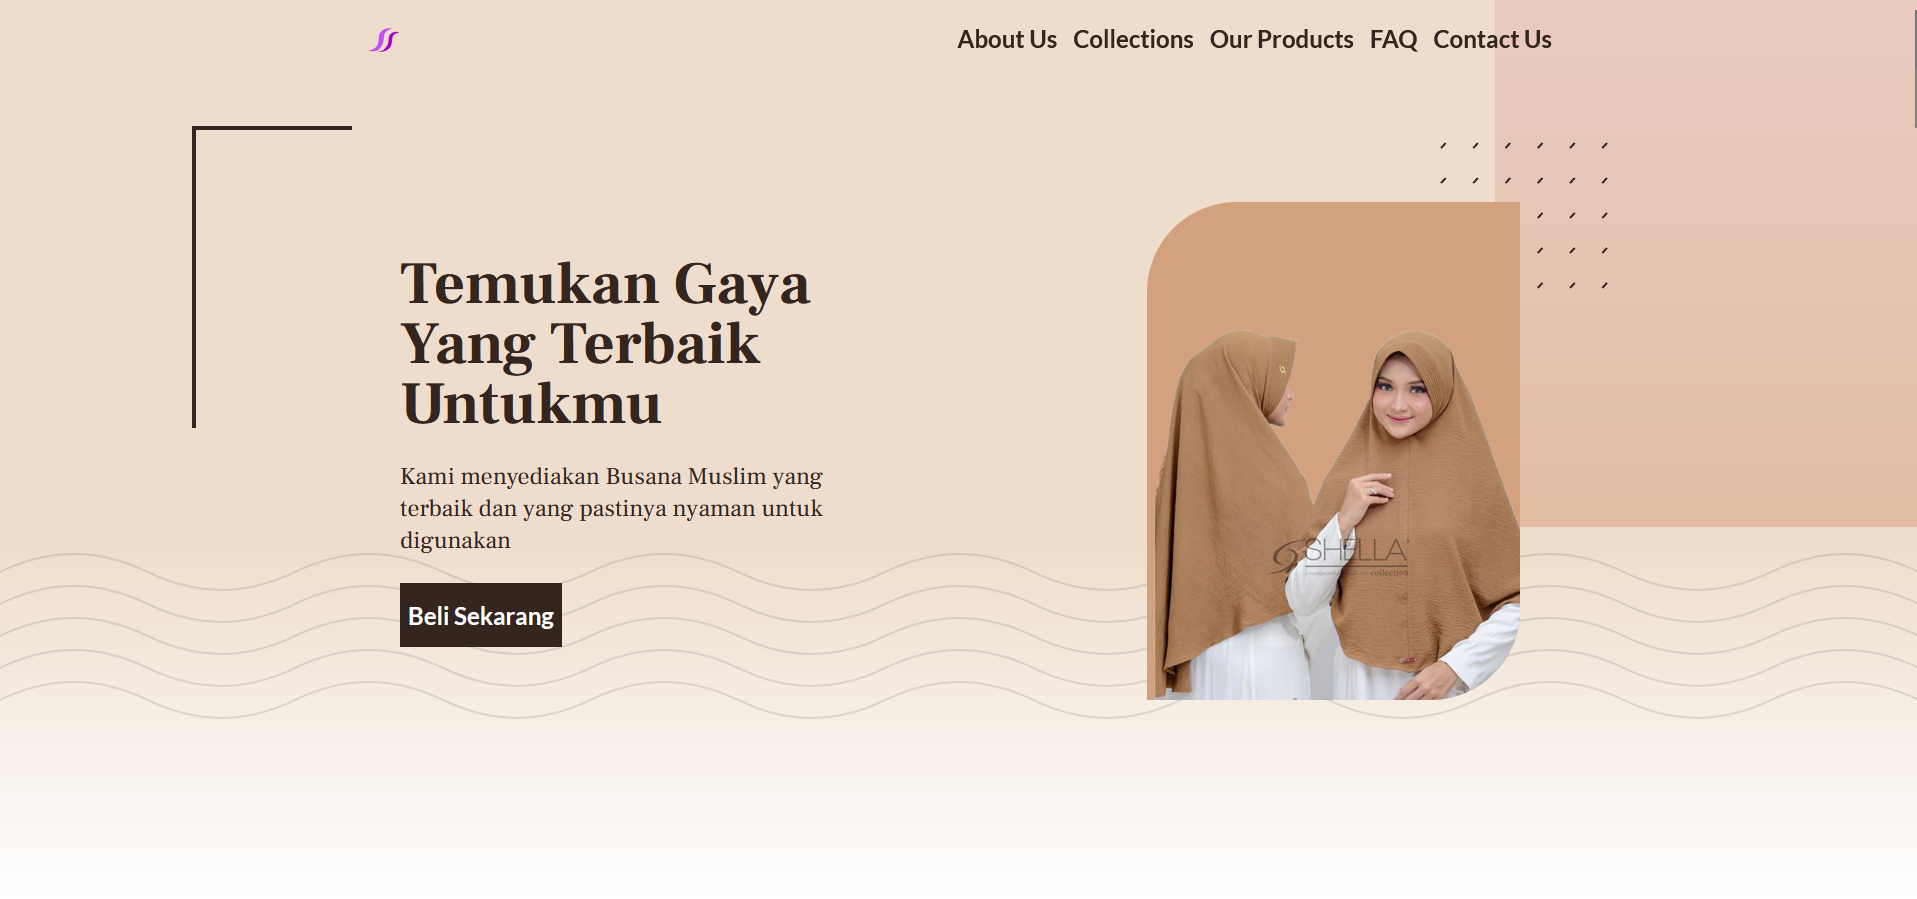 About Us Collections Our Products FAQ Contact Us
Temukan Gaya
Yang Terbaik
Untukmu
Kami menyediakan Busana Muslim yang
terbaik dan yang pastinya nyaman untuk
digunakan
Beli Sekarang
SHELLA
collection